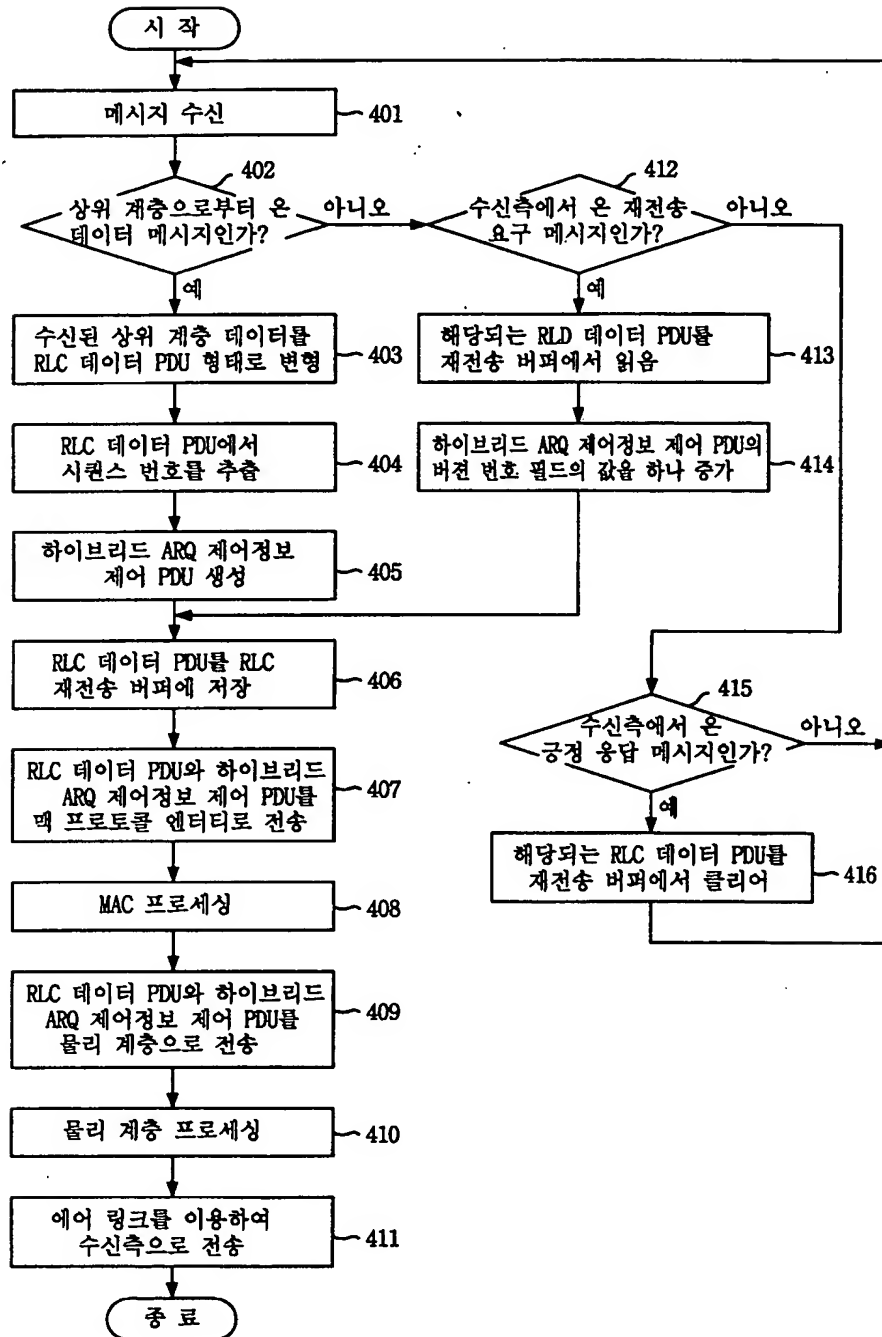 시 작
메시지 수신
401
402
상위 계층으로부터 온
데이터 메시지인가?
아니오
예
412
수신측에서 온 재전송
요구 메시지인가?
아니오
예
수신된 상위 계층 데이터를
RLC 데이터 PDU 형태로 변형
403
해당되는 RLD 데이터 PDU를
재전송 버퍼에서 읽음
413
RLC 데이터 PDU에서
시퀀스 번호를 추출
404
하이브리드 ARQ 제어정보 제어 PDU의
버젼 번호 필드의 값을 하나 증가
414
하이브리드 ARQ 제어정보
제어 PDU 생성
405
RLC 데이터 PDU를 RLC
재전송 버퍼에 저장
406
415
수신측에서 온
긍정 응답 메시지인가?
아니오
예
RLC 데이터 PDU와 하이브리드
ARQ 제어정보 제어 PDU를
맥 프로토콜 엔터티로 전송
407
해당되는 RLC 데이터 PDU를
재전송 버퍼에서 클리어
416
MAC 프로세싱
408
RLC 데이터 PDU와 하이브리드
ARQ 제어정보 제어 PDU를
물리 계층으로 전송
409
물리 계층 프로세싱
410
에어 링크를 이용하여
수신측으로 전송
411
종 료